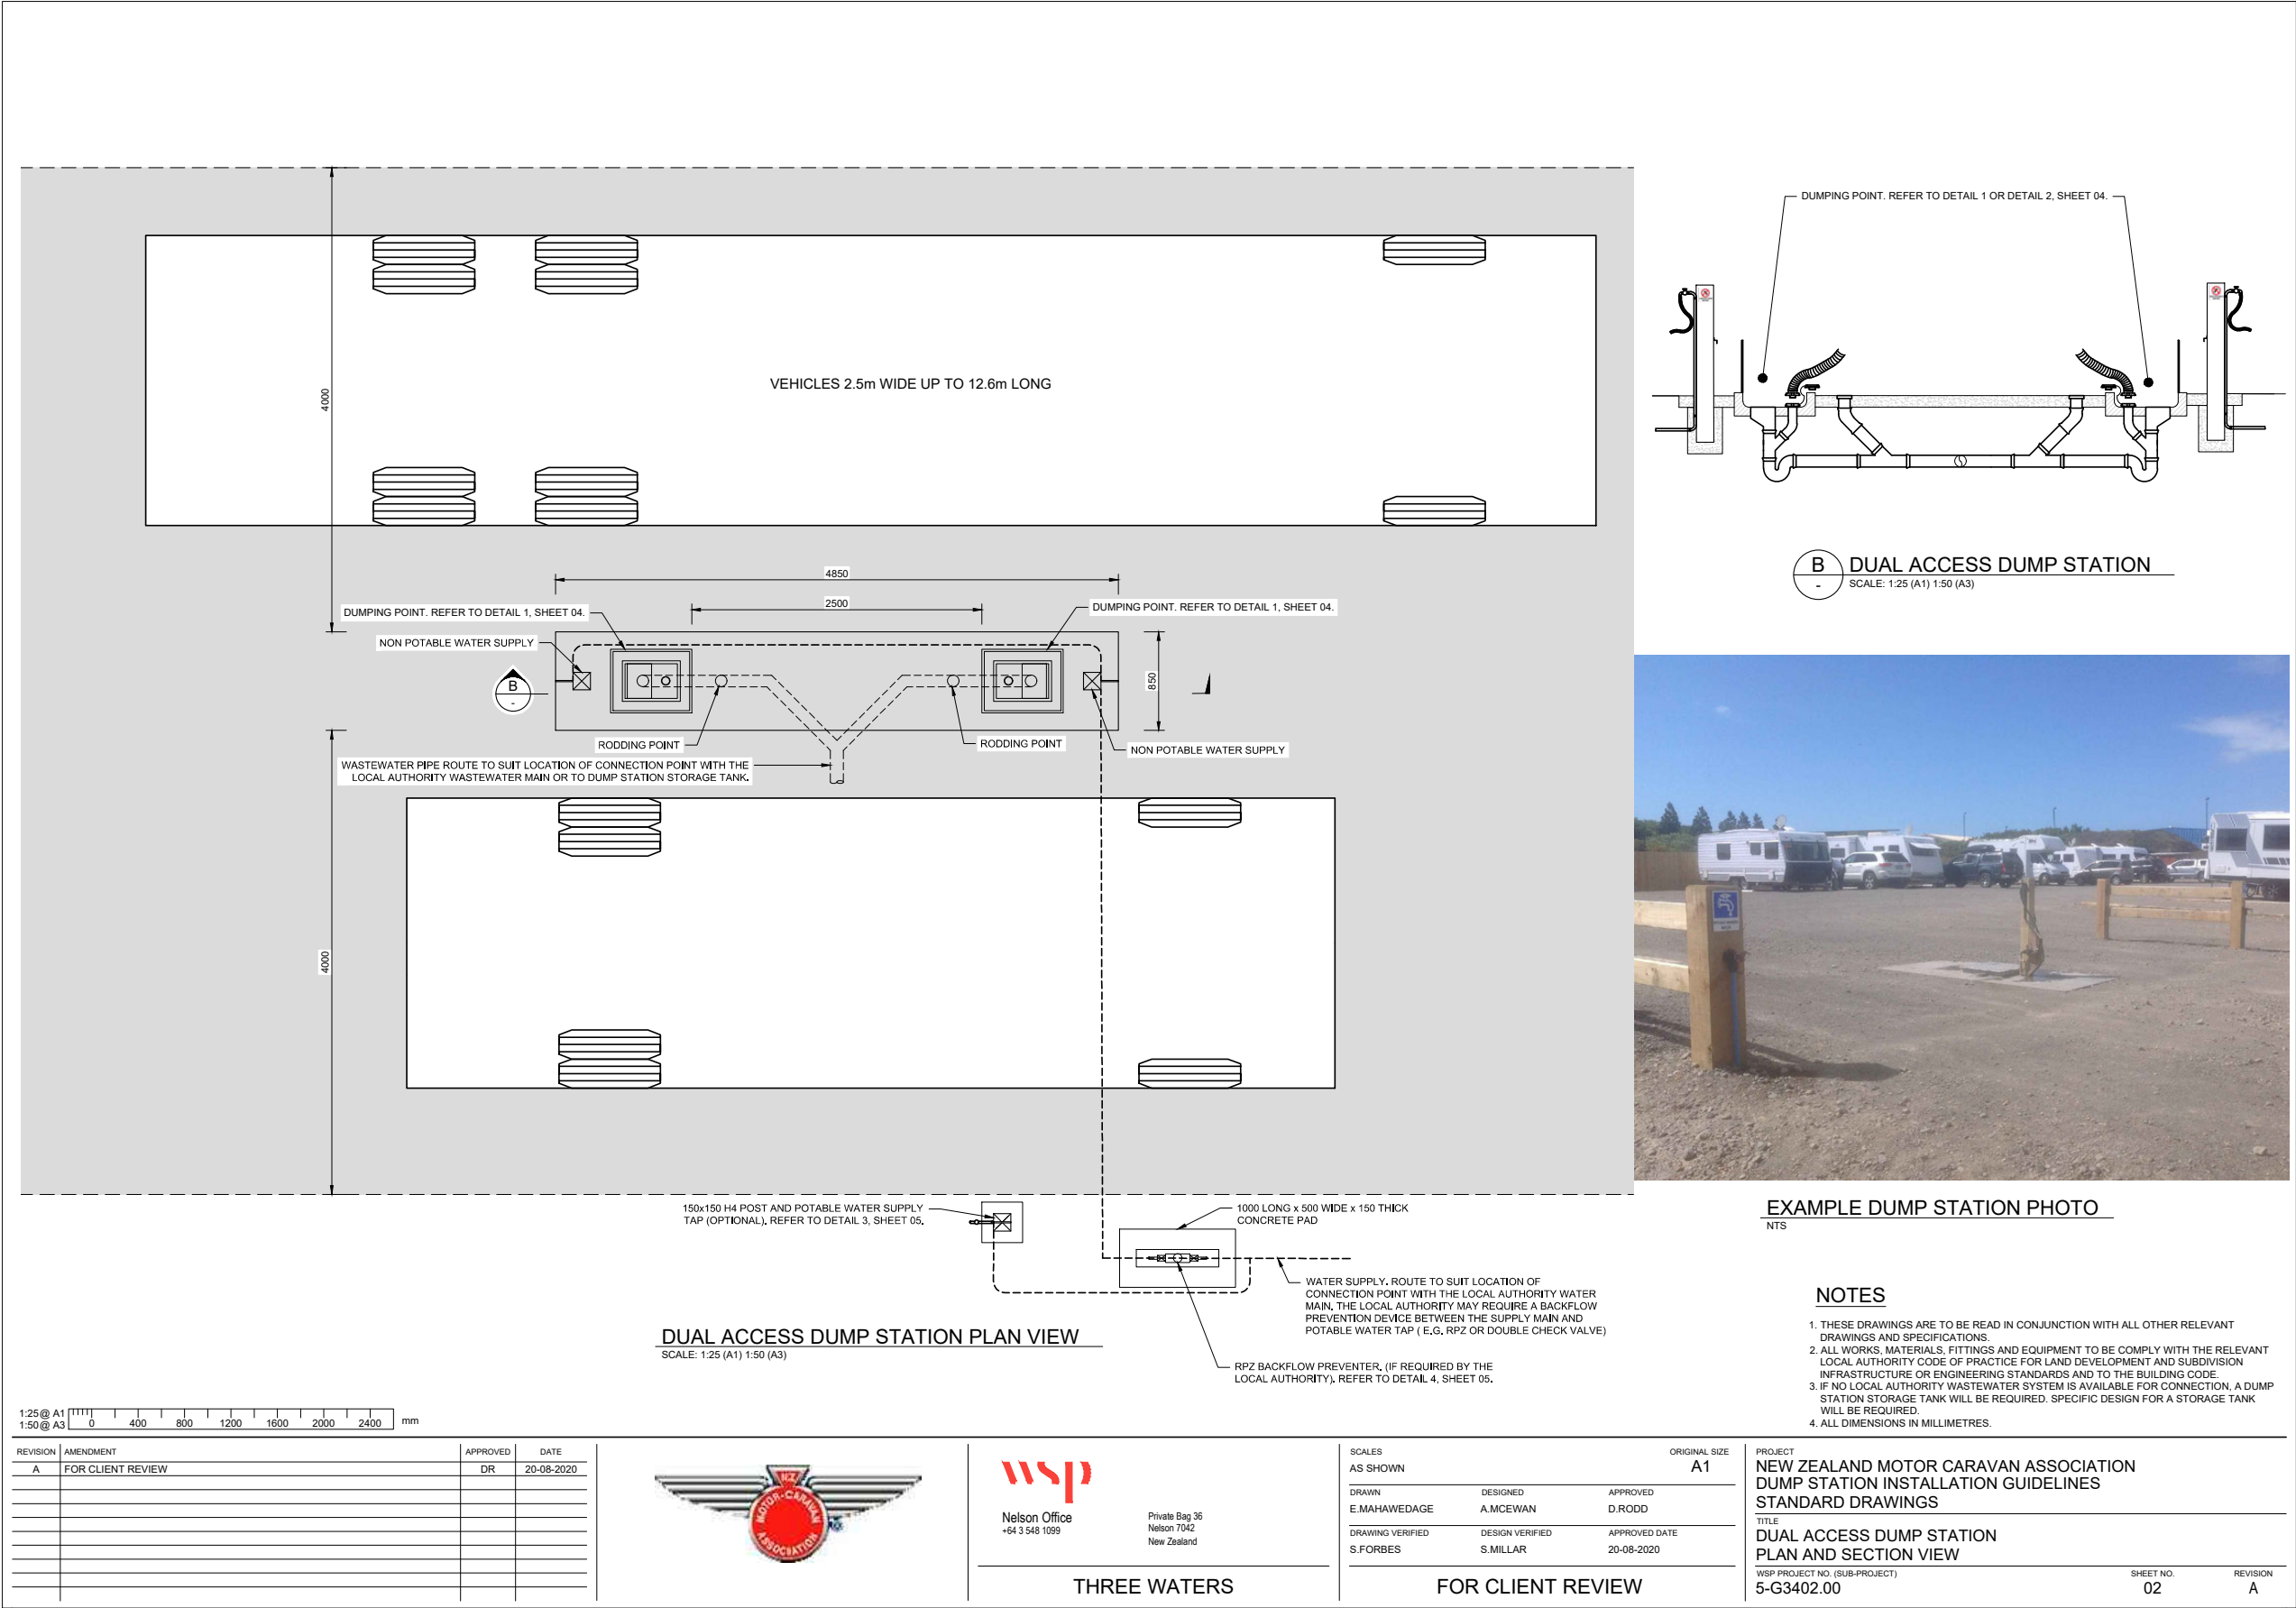 DUMPING POINT. REFER TO DETAIL 1 OR DETAIL 2, SHEET 04.
4000
VEHICLES 2.5m WIDE UP TO 12.6m LONG
B
-
DUAL ACCESS DUMP STATION
SCALE: 1:25 (A1) 1:50 (A3)
4850
2500
DUMPING POINT. REFER TO DETAIL 1, SHEET 04.
DUMPING POINT. REFER TO DETAIL 1, SHEET 04.
NON POTABLE WATER SUPPLY
B
-
850
RODDING POINT
RODDING POINT
NON POTABLE WATER SUPPLY
WASTEWATER PIPE ROUTE TO SUIT LOCATION OF CONNECTION POINT WITH THE
LOCAL AUTHORITY WASTEWATER MAIN OR TO DUMP STATION STORAGE TANK.
4000
150x150 H4 POST AND POTABLE WATER SUPPLY
TAP (OPTIONAL). REFER TO DETAIL 3, SHEET 05.
1000 LONG x 500 WIDE x 150 THICK
CONCRETE PAD
WATER SUPPLY. ROUTE TO SUIT LOCATION OF
CONNECTION POINT WITH THE LOCAL AUTHORITY WATER
MAIN. THE LOCAL AUTHORITY MAY REQUIRE A BACKFLOW
PREVENTION DEVICE BETWEEN THE SUPPLY MAIN AND
POTABLE WATER TAP ( E.G. RPZ OR DOUBLE CHECK VALVE)
RPZ BACKFLOW PREVENTER. (IF REQUIRED BY THE
LOCAL AUTHORITY). REFER TO DETAIL 4, SHEET 05.
DUAL ACCESS DUMP STATION PLAN VIEW
SCALE: 1:25 (A1) 1:50 (A3)
EXAMPLE DUMP STATION PHOTO
NTS
NOTES
1. THESE DRAWINGS ARE TO BE READ IN CONJUNCTION WITH ALL OTHER RELEVANT
DRAWINGS AND SPECIFICATIONS.
2. ALL WORKS, MATERIALS, FITTINGS AND EQUIPMENT TO BE COMPLY WITH THE RELEVANT
LOCAL AUTHORITY CODE OF PRACTICE FOR LAND DEVELOPMENT AND SUBDIVISION
INFRASTRUCTURE OR ENGINEERING STANDARDS AND TO THE BUILDING CODE.
3. IF NO LOCAL AUTHORITY WASTEWATER SYSTEM IS AVAILABLE FOR CONNECTION, A DUMP
STATION STORAGE TANK WILL BE REQUIRED. SPECIFIC DESIGN FOR A STORAGE TANK
WILL BE REQUIRED.
4. ALL DIMENSIONS IN MILLIMETRES.
1:25@ A1
1:50@ A3
0 400 800 1200 1600 2000 2400 mm
REVISION AMENDMENT APPROVED DATE
A FOR CLIENT REVIEW DR 20-08-2020
NZ
MOTOR-CARAVAN
ASSOCIATION
wsp
Nelson Office
+64 3 548 1099
Private Bag 36
Nelson 7042
New Zealand
THREE WATERS
SCALES
AS SHOWN
ORIGINAL SIZE
A1
DRAWN DESIGNED APPROVED
E.MAHAWEDAGE A.MCEWAN D.RODD
DRAWING VERIFIED DESIGN VERIFIED APPROVED DATE
S.FORBES S.MILLAR 20-08-2020
FOR CLIENT REVIEW
PROJECT
NEW ZEALAND MOTOR CARAVAN ASSOCIATION
DUMP STATION INSTALLATION GUIDELINES
STANDARD DRAWINGS
TITLE
DUAL ACCESS DUMP STATION
PLAN AND SECTION VIEW
WSP PROJECT NO. (SUB-PROJECT) SHEET NO. REVISION
5-G3402.00 02 A